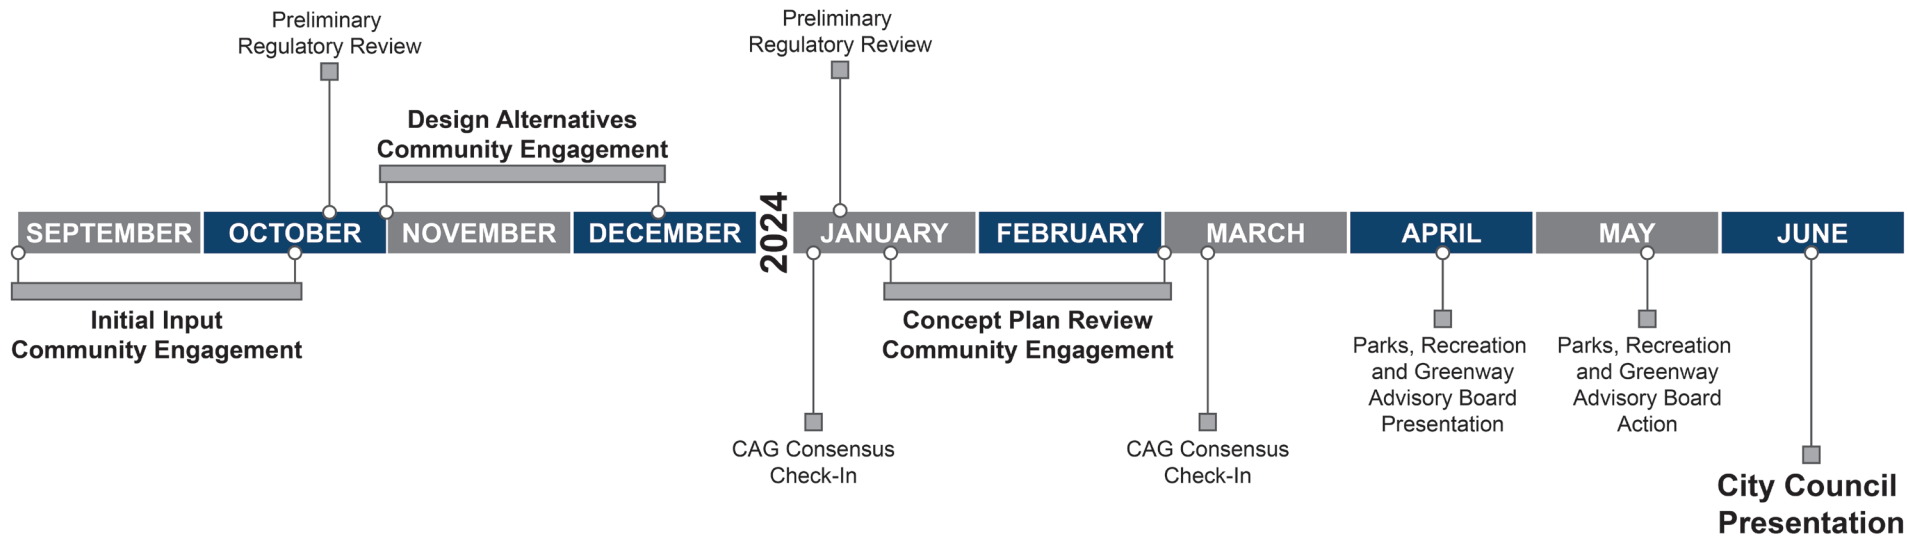 Preliminary
Regulatory Review
Preliminary
Regulatory Review
Design Alternatives
Community Engagement
SEPTEMBER
OCTOBER
NOVEMBER
DECEMBER
2024
JANUARY
FEBRUARY
MARCH
APRIL
MAY
JUNE
Initial Input
Community Engagement
Concept Plan Review
Community Engagement
Parks, Recreation
and Greenway
Advisory Board
Presentation
Parks, Recreation
and Greenway
Advisory Board
Action
CAG Consensus
Check-In
CAG Consensus
Check-In
City Council
Presentation